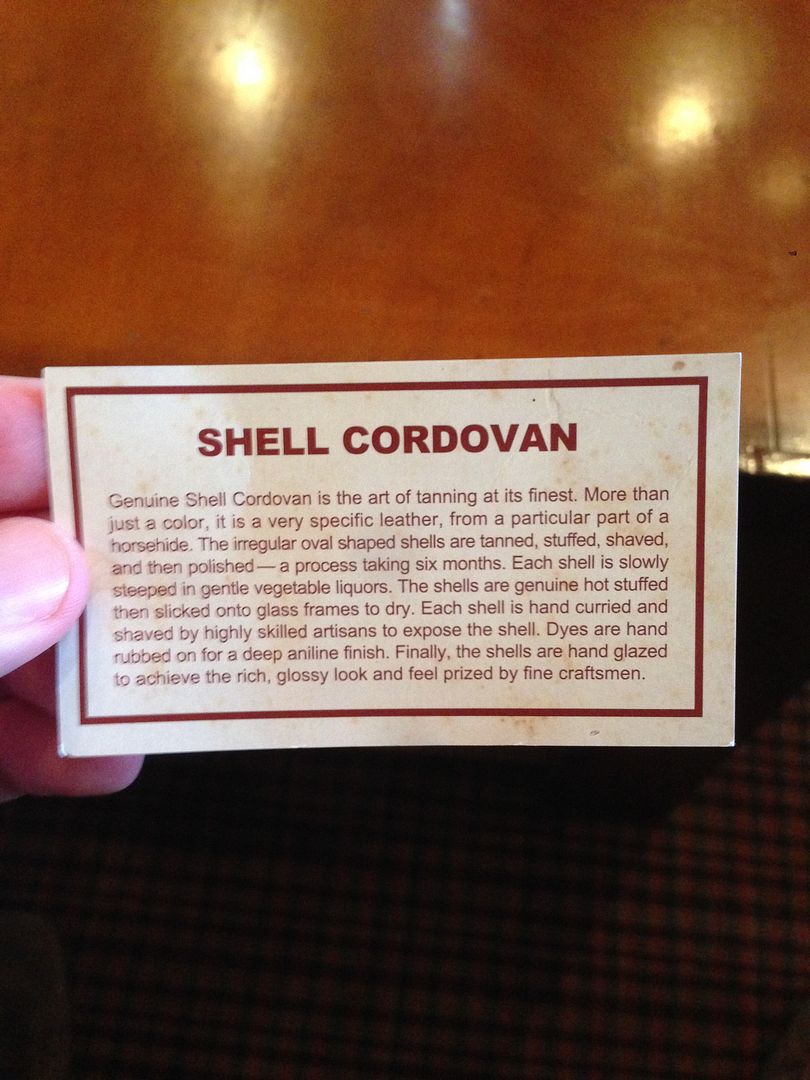 SHELL CORDOVAN
Genuine Shell Cordovan is the art of tanning at its finest. More than
just a color, it is a very specific leather, from a particular part of a
horsehide. The irregular oval shaped shells are tanned, stuffed, shaved,
and then polished — a process taking six months. Each shell is slowly
steeped in gentle vegetable liquors. The shells are genuine hot stuffed
then slicked onto glass frames to dry. Each shell is hand curried and
shaved by highly skilled artisans to expose the shell. Dyes are hand
rubbed on for a deep aniline finish. Finally, the shells are hand glazed
to achieve the rich, glossy look and feel prized by fine craftsmen.